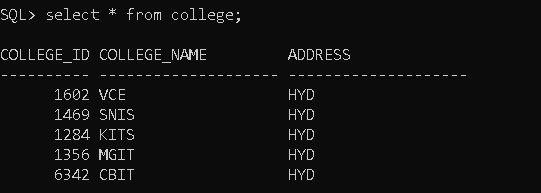 SQL> select * from college;
COLLEGE_ID COLLEGE_NAME ADDRESS
---------- -------------------- --------------------
1602 VCE HYD
1469 SNIS HYD
1284 KITS HYD
1356 MGIT HYD
6342 CBIT HYD